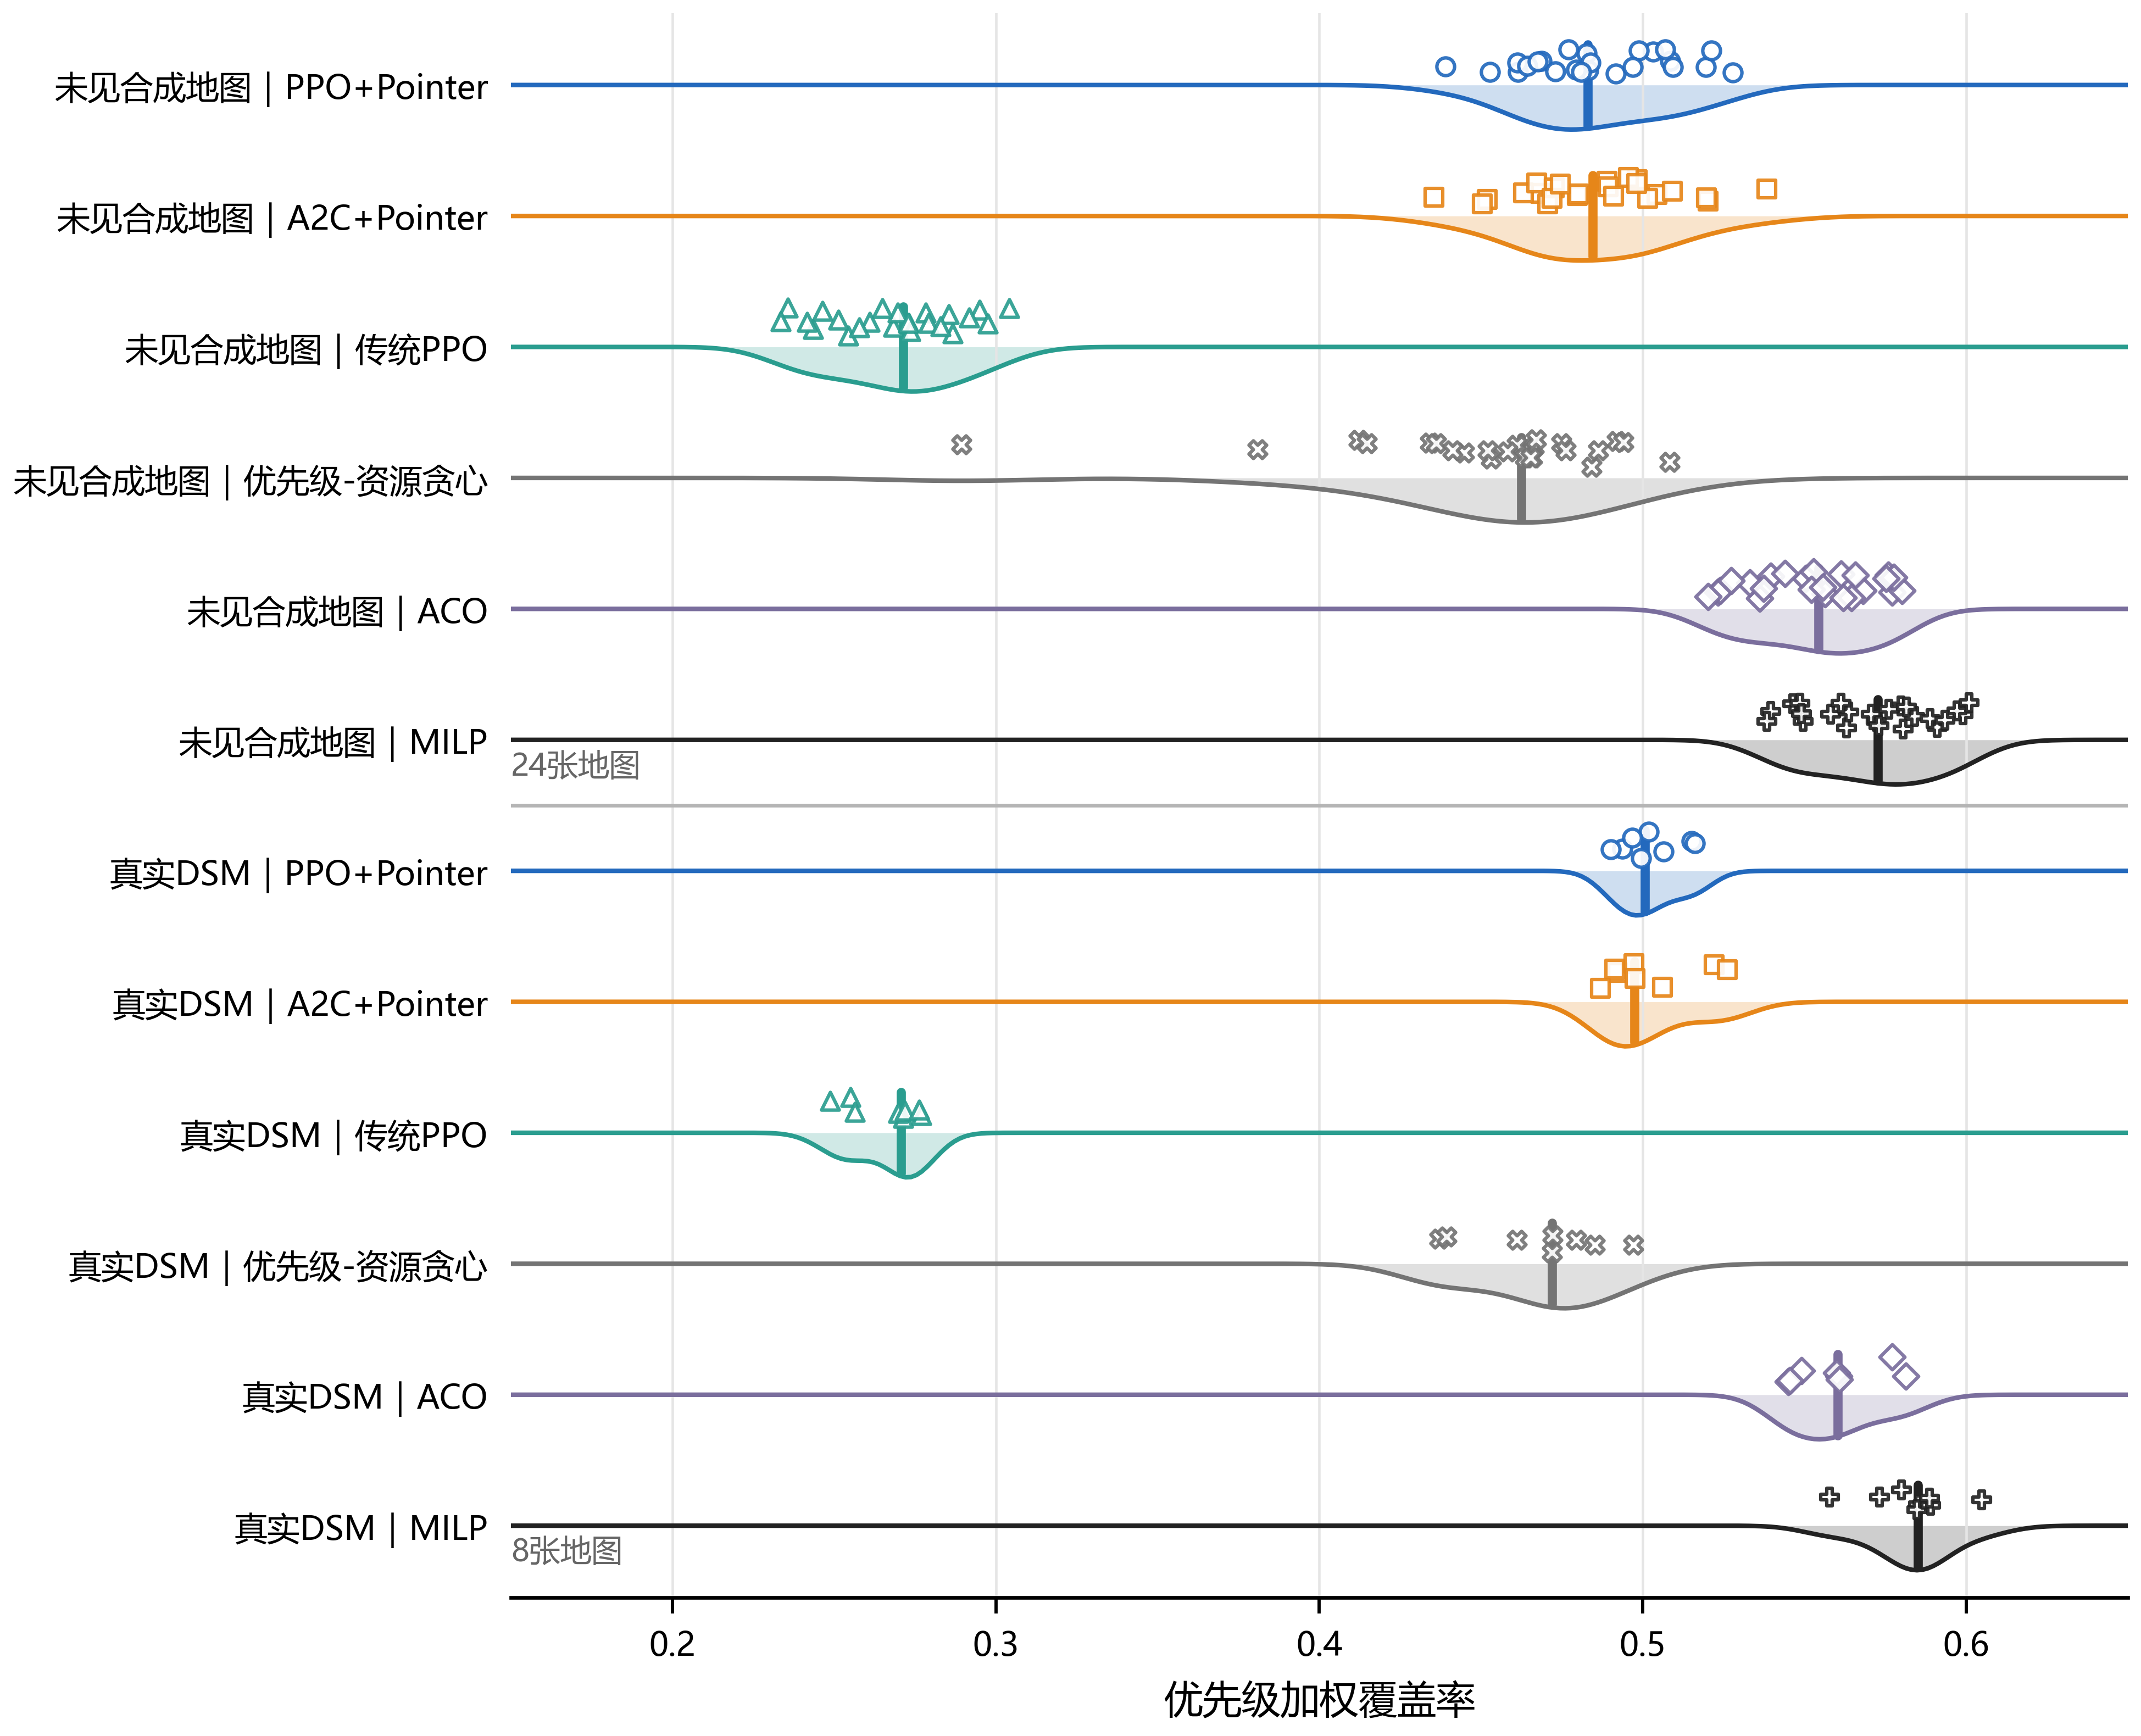 未见合成地图｜PPO+Pointer
未见合成地图｜A2C+Pointer
未见合成地图｜传统PPO
未见合成地图｜优先级-资源贪心
未见合成地图｜ACO
未见合成地图｜MILP
24张地图
真实DSM｜PPO+Pointer
真实DSM｜A2C+Pointer
真实DSM｜传统PPO
真实DSM｜优先级-资源贪心
真实DSM｜ACO
真实DSM｜MILP
8张地图
0.2 0.3 0.4 0.5 0.6
优先级加权覆盖率